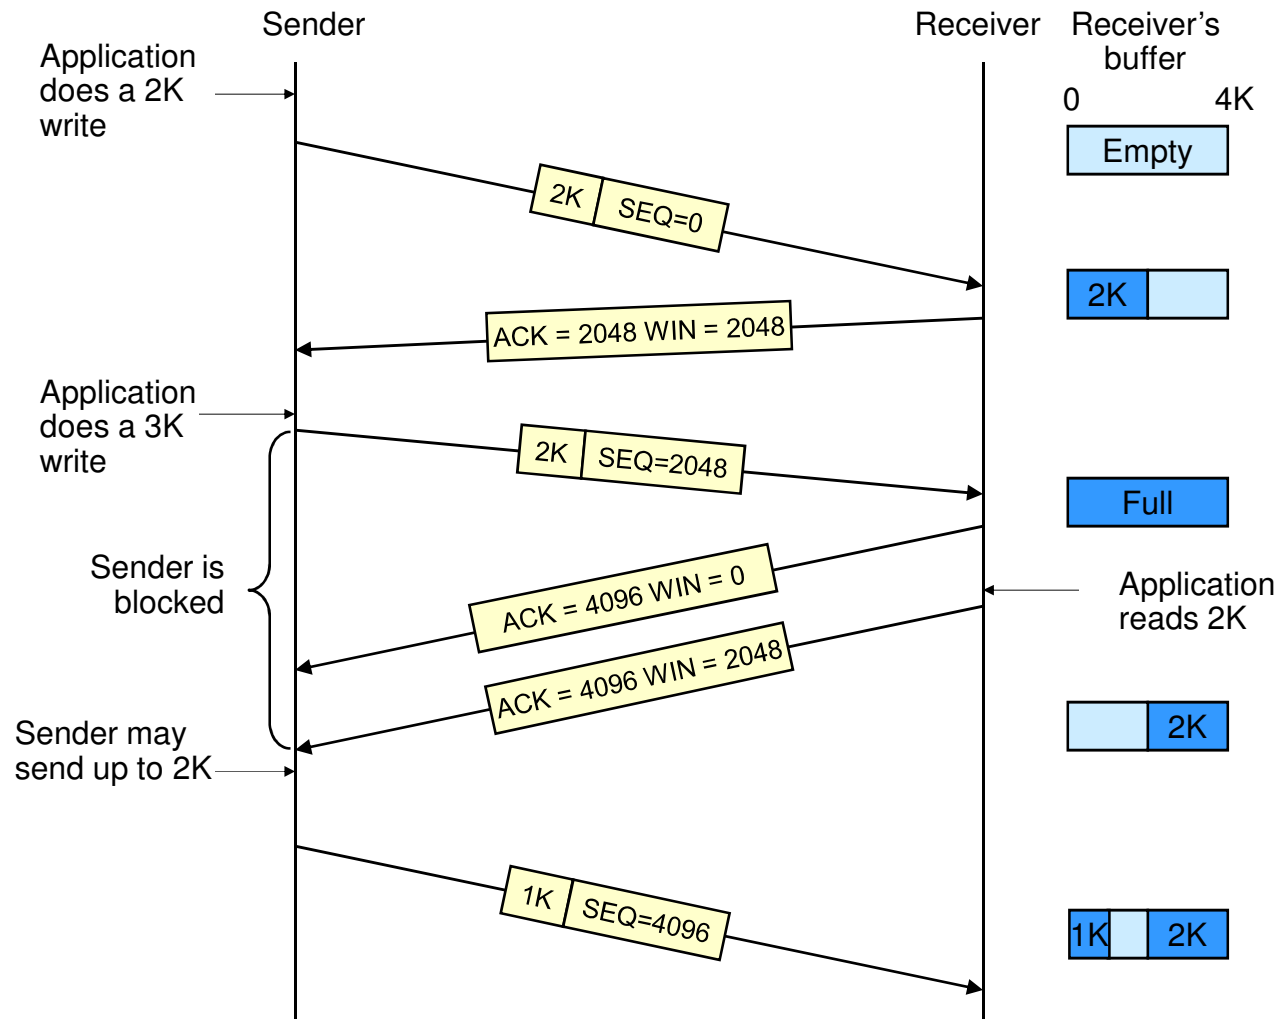 Sender
Receiver
Receiver's
buffer
Application
does a 2K
write
0
4K
Empty
2K
SEQ=0
2K
ACK = 2048 WIN = 2048
Application
does a 3K
write
2K
SEQ=2048
Full
Sender is
blocked
ACK = 4096 WIN = 0
Application
reads 2K
ACK = 4096 WIN = 2048
2K
Sender may
send up to 2K
1K
SEQ=4096
1K
2K